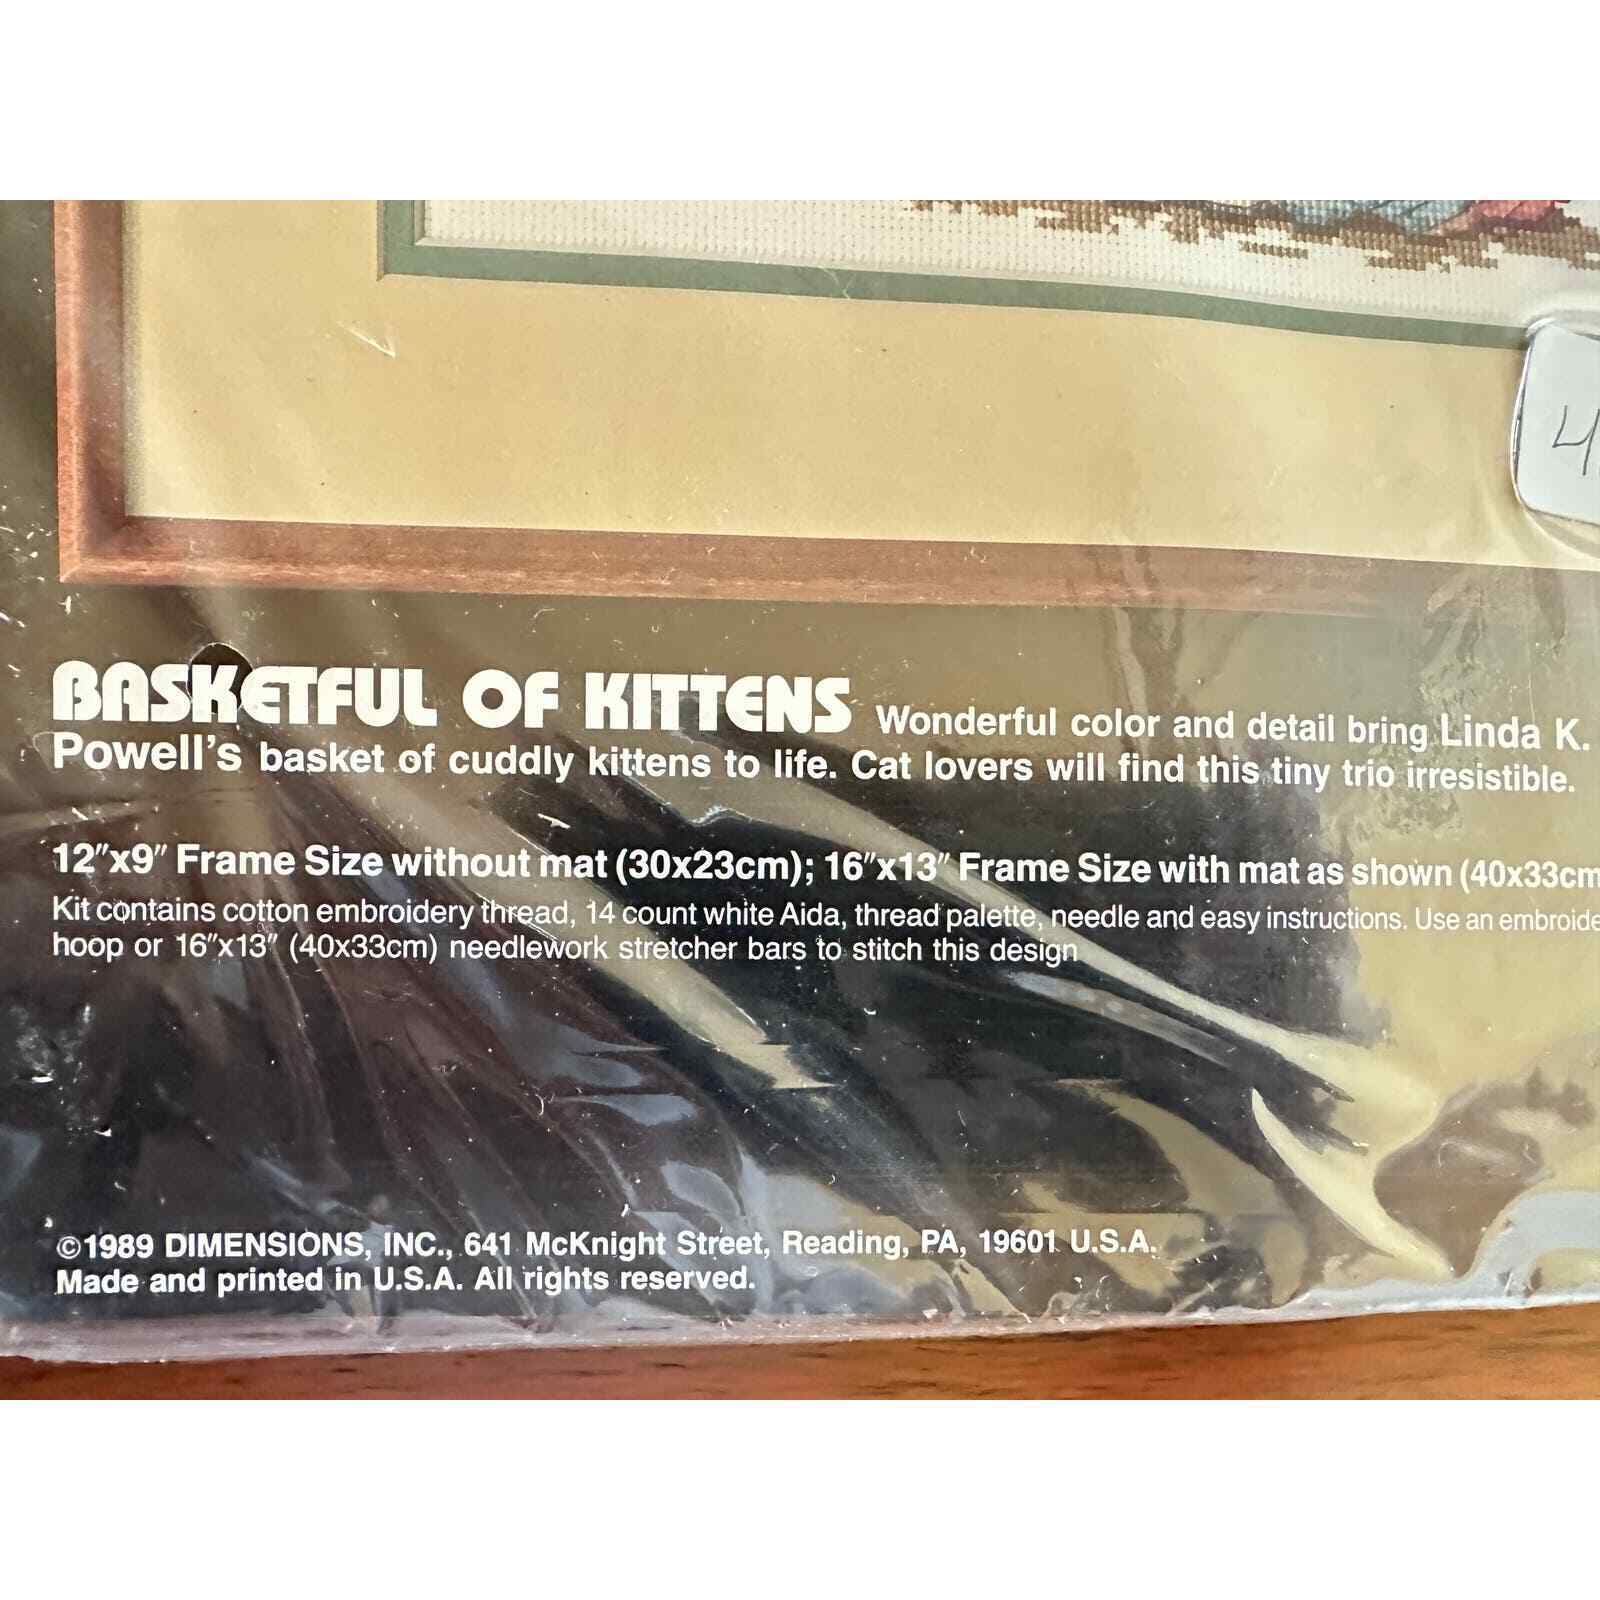 4
BASKETFUL OF KITTENS Wonderful color and detail bring Linda K.
Powell's basket of cuddly kittens to life. Cat lovers will find this tiny trio irresistible.
12"x9" Frame Size without mat (30x23cm); 16"x13" Frame Size with mat as shown (40x33cm
Kit contains cotton embroidery thread, 14 count white Aida, thread palette, needle and easy instructions. Use an embroide
hoop or 16"x13" (40x33cm) needlework stretcher bars to stitch this design
©1989 DIMENSIONS, INC., 641 McKnight Street, Reading, PA, 19601 U.S.A.
Made and printed in U.S.A. All rights reserved.